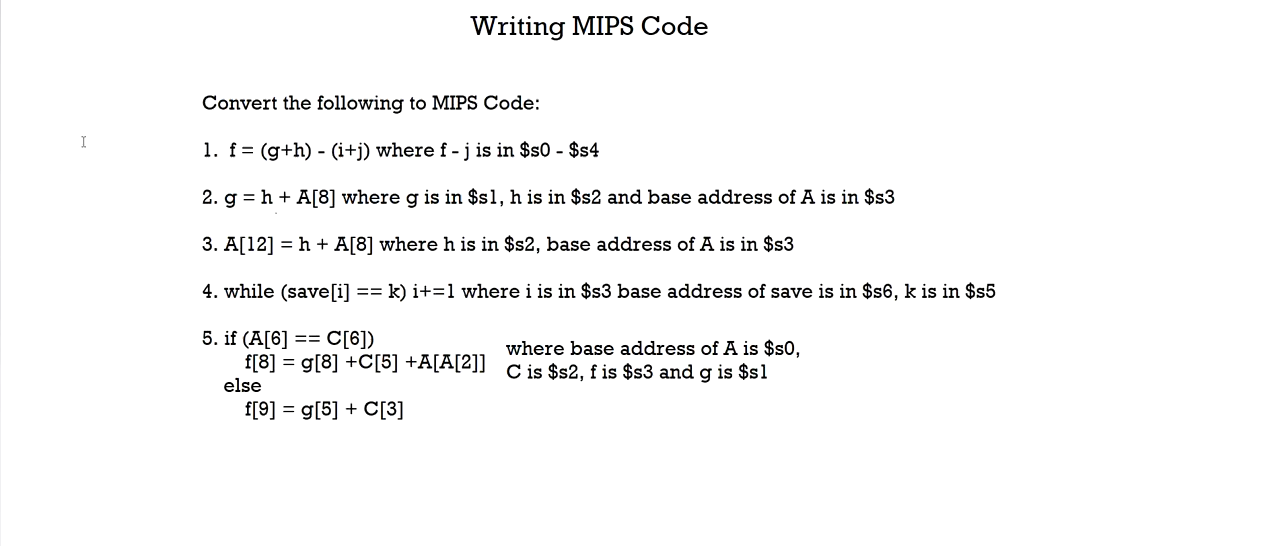 Writing MIPS Code
Convert the following to MIPS Code:
1. f = (g+h) - (i+j) where f - j is in $s0 - $s4
2. g = h + A[8] where g is in $s1, h is in $s2 and base address of A is in $s3
3. A[12] = h + A[8] where h is in $s2, base address of A is in $s3
4. while (save[i] == k) i+=1 where i is in $s3 base address of save is in $s6, k is in $s5
5. if (A[6] == C[6])
f[8] = g[8] +C[5] +A[A[2]]
else
f[9] = g[5] + C[3]
where base address of A is $s0,
C is $s2, f is $s3 and g is $s1